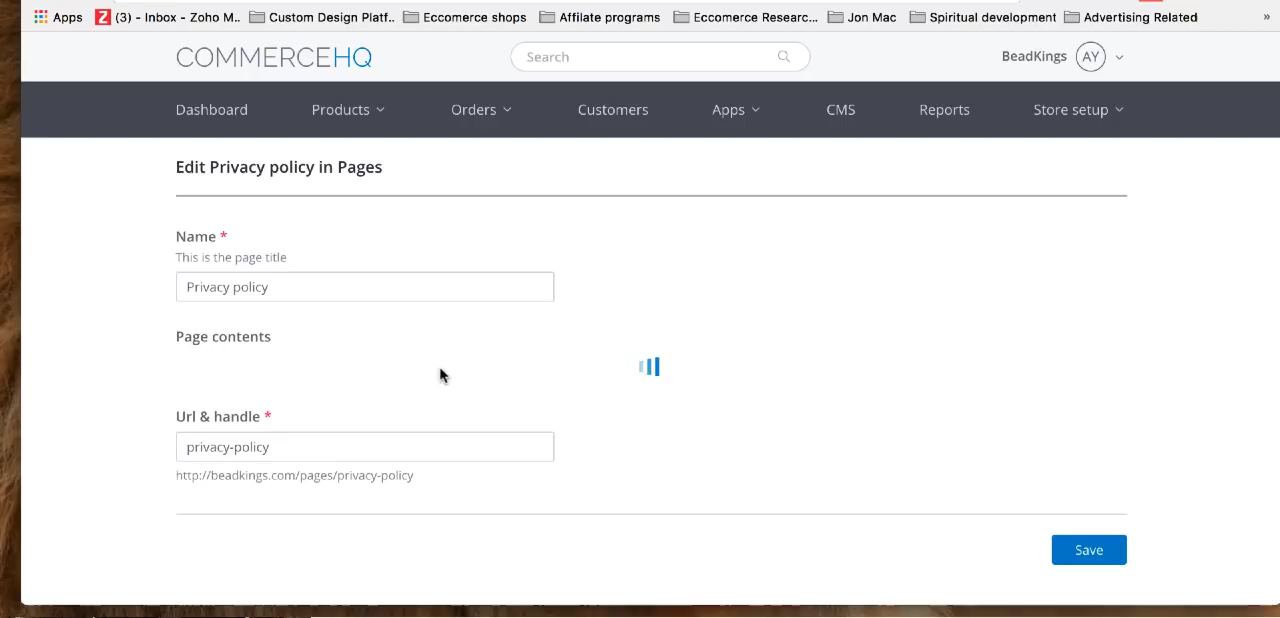 Apps (3) - Inbox - Zoho M.. Custom Design Platf.. Eccomerce shops Affilate programs Eccomerce Researc... Jon Mac Spiritual development Advertising Related »
COMMERCEHQ Search BeadKings AY
Dashboard Products Orders Customers Apps CMS Reports Store setup
Edit Privacy policy in Pages
Name *
This is the page title
Privacy policy
Page contents
Url & handle *
privacy-policy
http://beadkings.com/pages/privacy-policy
Save